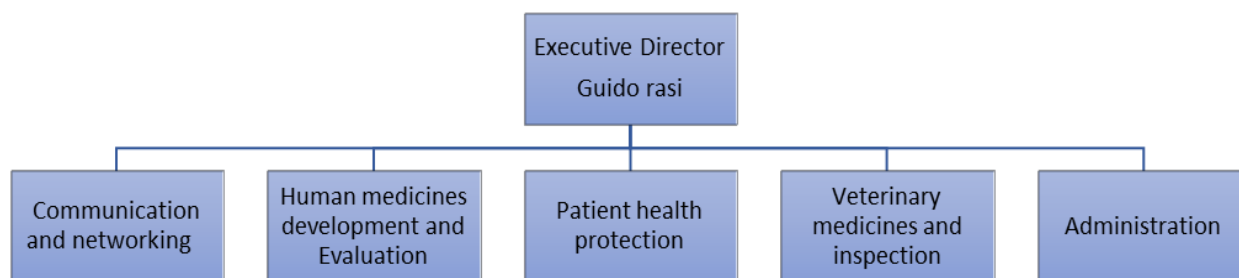 Executive Director
Guido rasi
Communication
and networking
Human medicines
development and
Evaluation
Patient health
protection
Veterinary
medicines and
inspection
Administration